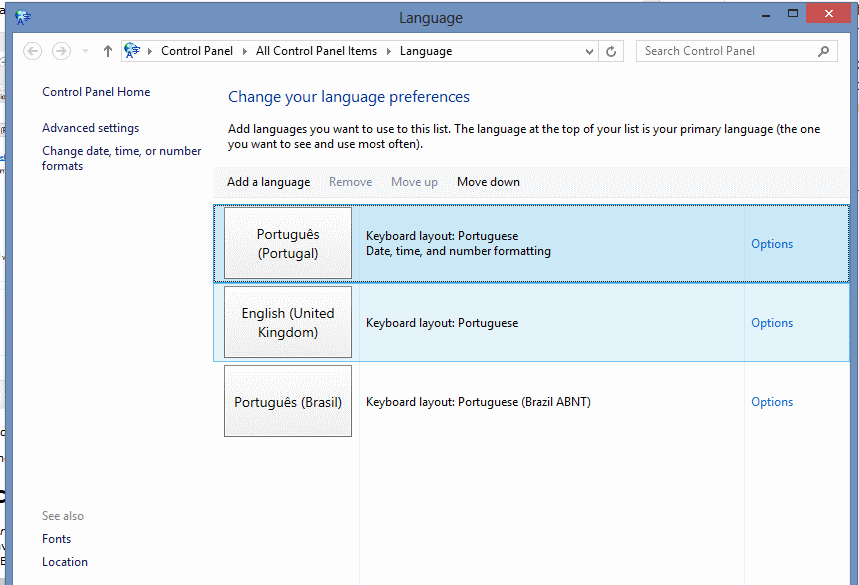 Language
Control Panel
All Control Panel Items
Language
Search Control Panel
Control Panel Home
Advanced settings
Change date, time, or number
formats
Change your language preferences
Add languages you want to use to this list. The language at the top of your list is your primary language (the one
you want to see and use most often).
Add a language
Remove
Move up
Move down
Português
(Portugal)
Keyboard layout: Portuguese
Date, time, and number formatting
Options
English (United
Kingdom)
Keyboard layout: Portuguese
Options
Português (Brasil)
Keyboard layout: Portuguese (Brazil ABNT)
Options
See also
Fonts
Location